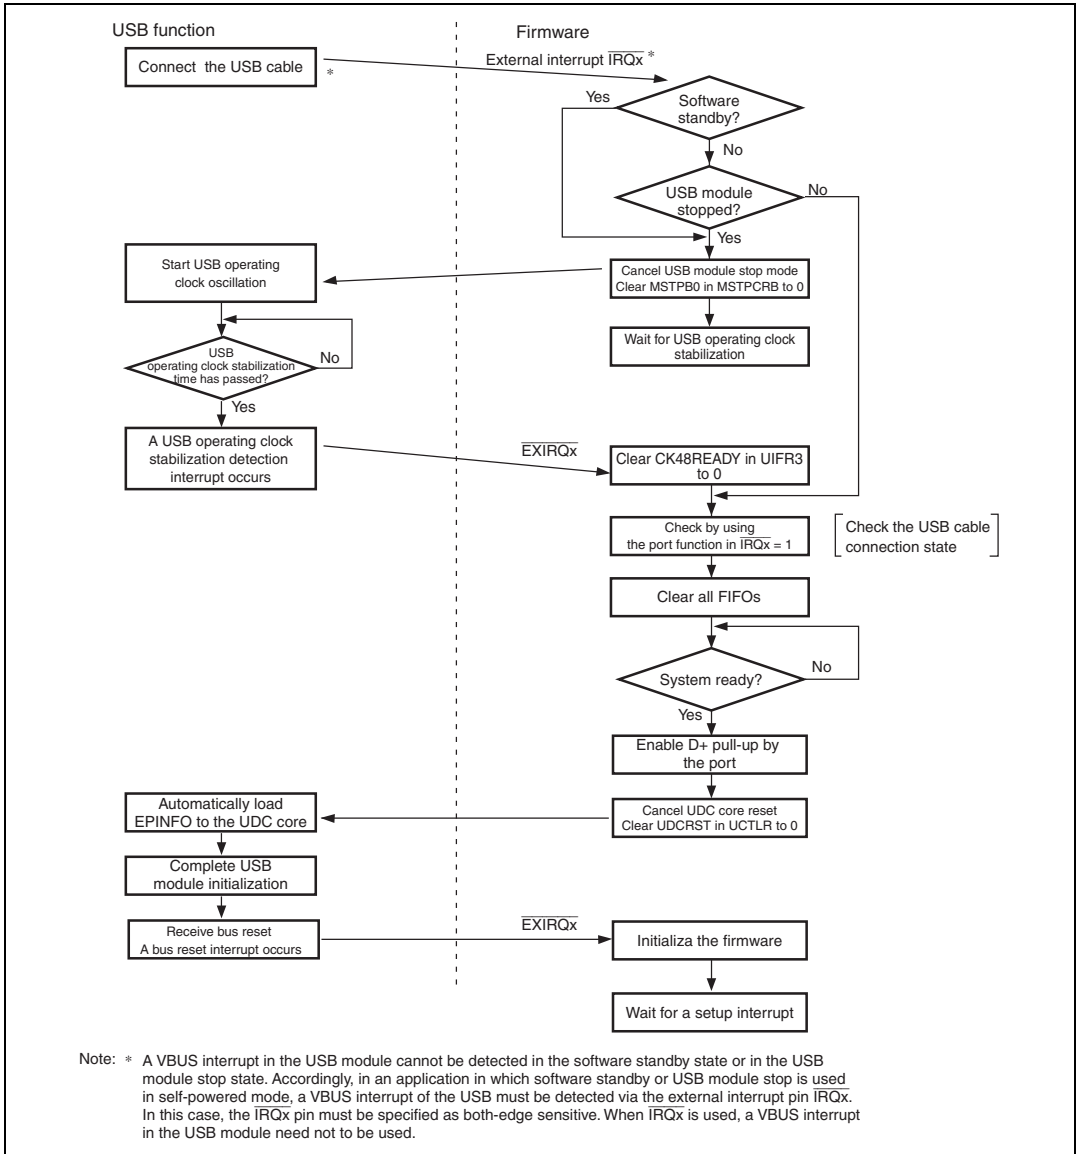 USB function
Firmware
Connect the USB cable
*
External interrupt IRQx *
Yes
Software
standby?
No
USB module
stopped?
No
Yes
Start USB operating
clock oscillation
Cancel USB module stop mode
Clear MSTPB0 in MSTPCRB to 0
Wait for USB operating clock
stabilization
USB
operating clock stabilization
time has passed?
No
Yes
A USB operating clock
stabilization detection
interrupt occurs
EXIRQx
Clear CK48READY in UIFR3
to 0
Check by using
the port function in IRQx = 1
Check the USB cable
connection state
Clear all FIFOs
System ready?
No
Yes
Enable D+ pull-up by
the port
Automatically load
EPINFO to the UDC core
Cancel UDC core reset
Clear UDCRST in UCTLR to 0
Complete USB
module initialization
Receive bus reset
A bus reset interrupt occurs
EXIRQx
Initializa the firmware
Wait for a setup interrupt
Note: * A VBUS interrupt in the USB module cannot be detected in the software standby state or in the USB
module stop state. Accordingly, in an application in which software standby or USB module stop is used
in self-powered mode, a VBUS interrupt of the USB must be detected via the external interrupt pin IRQx.
In this case, the IRQx pin must be specified as both-edge sensitive. When IRQx is used, a VBUS interrupt
in the USB module need not to be used.